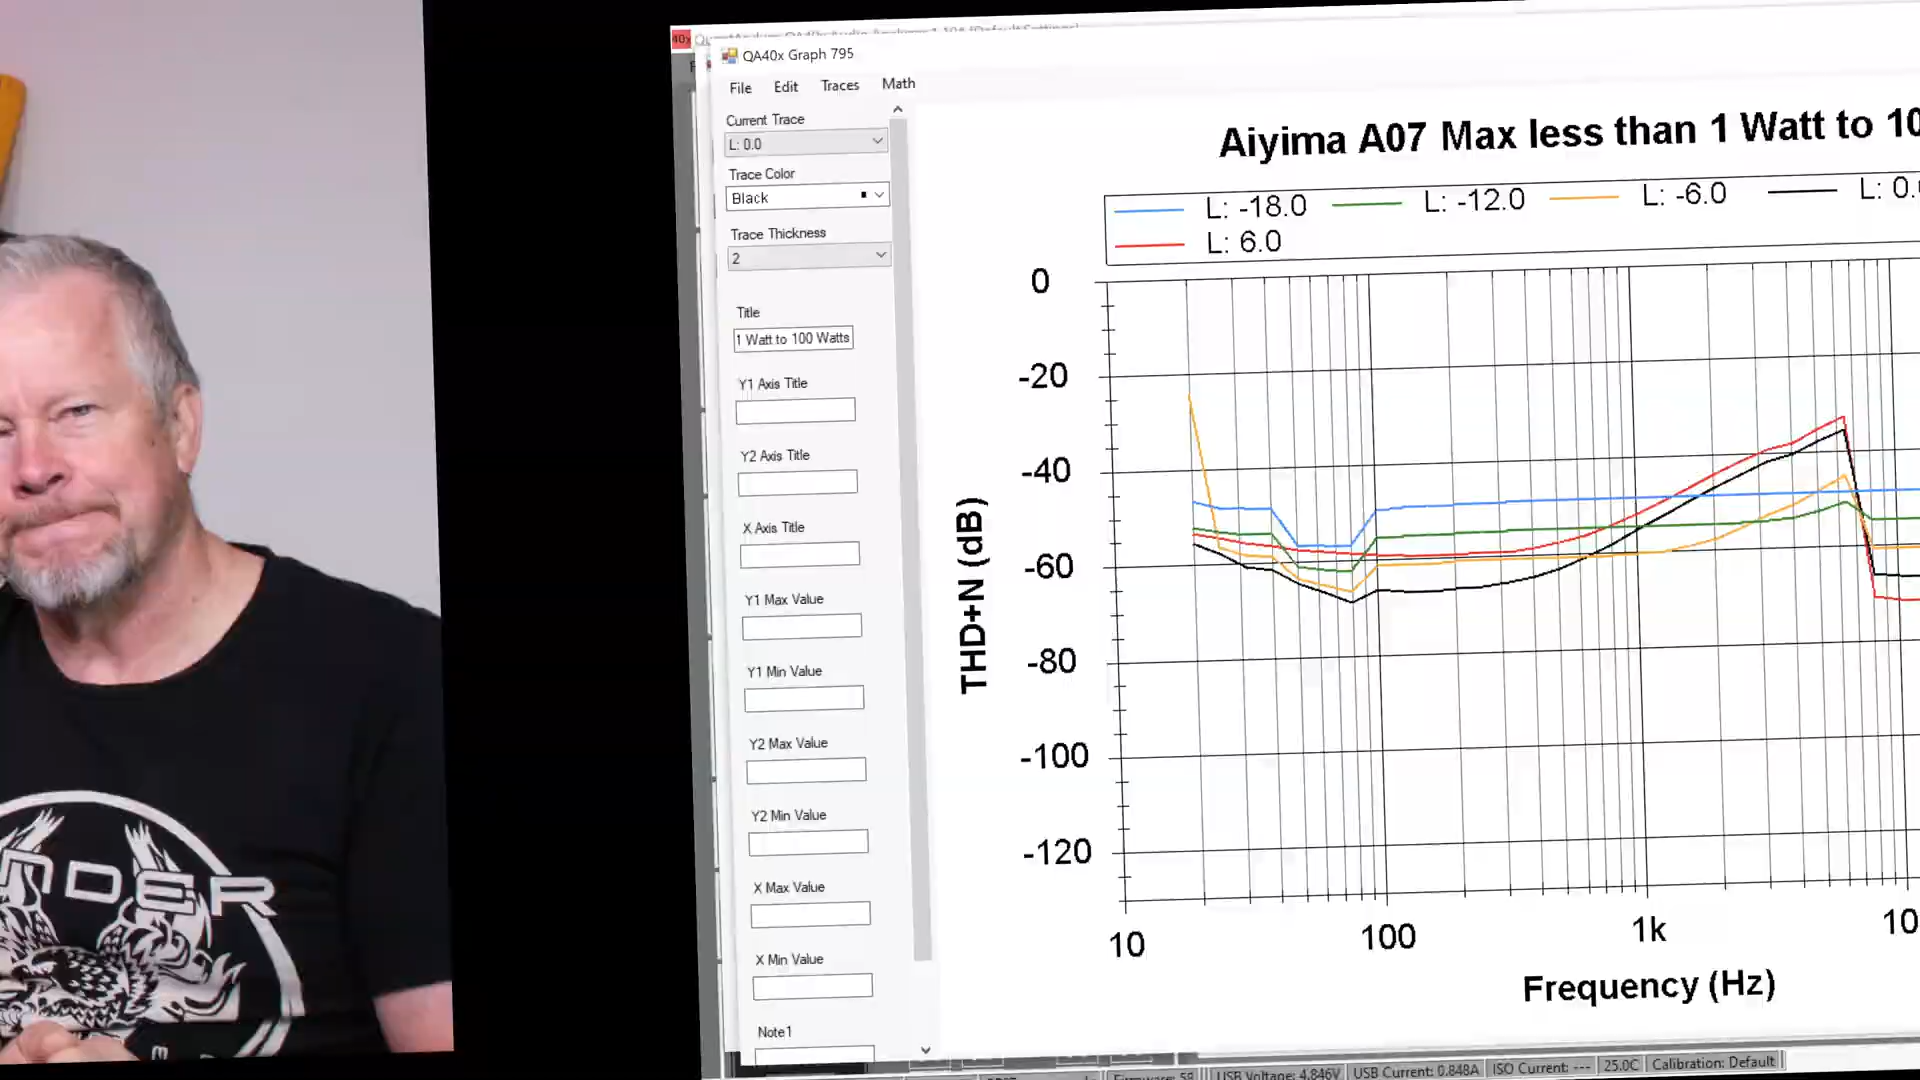 QA40x Graph 795
File Edit Traces Math
Current Trace
L: 0.0
Trace Color
Black
Trace Thickness
2
Title
1 Watt to 100 Watts
Y1 Axis Title
Y2 Axis Title
X Axis Title
Y1 Max Value
Y1 Min Value
Y2 Max Value
Y2 Min Value
X Max Value
X Min Value
Note1
Aiyima A07 Max less than 1 Watt to 10
L: -18.0 L: -12.0 L: -6.0 L: 0.
L: 6.0
0
-20
-40
-60
-80
-100
-120
THD+N (dB)
10 100 1k 10
Frequency (Hz)
USB Voltage: 4.846V USB Current: 0.848A ISO Current: --- 25.0C Calibration: Default
NDER